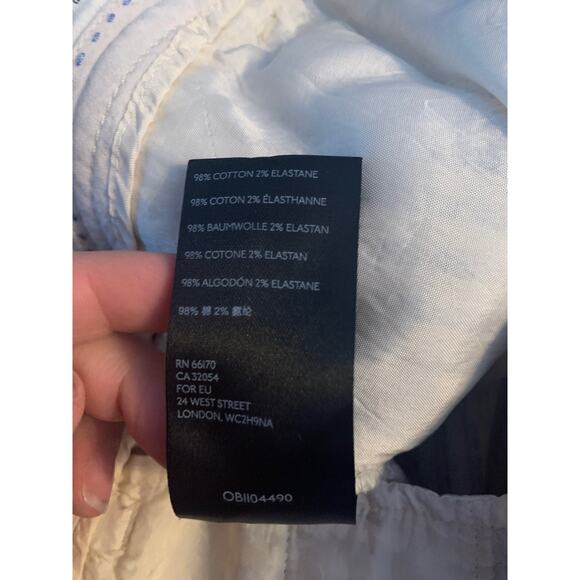 98% COTTON 2% ELASTANE
98% COTON 2% ÉLASTHANNE
98% BAUMWOLLE 2% ELASTAN
98% COTONE 2% ELASTAN
98% ALGODÓN 2% ELASTANE
98% 棉 2% 氨纶
RN 66170
CA 32054
FOR EU
24 WEST STREET
LONDON, WC2H9NA
OB1104490